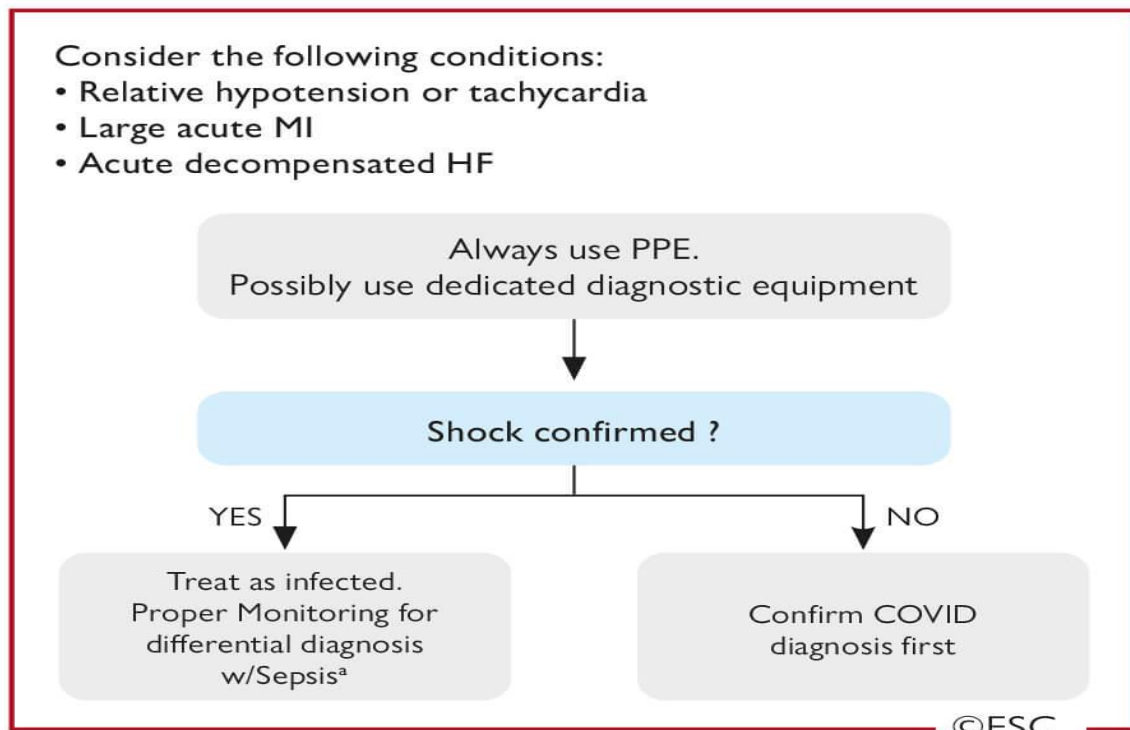 Consider the following conditions:
• Relative hypotension or tachycardia
• Large acute MI
• Acute decompensated HF
Always use PPE.
Possibly use dedicated diagnostic equipment
Shock confirmed ?
YES
NO
Treat as infected.
Proper Monitoring for
differential diagnosis
w/Sepsisᵃ
Confirm COVID
diagnosis first
©ESC